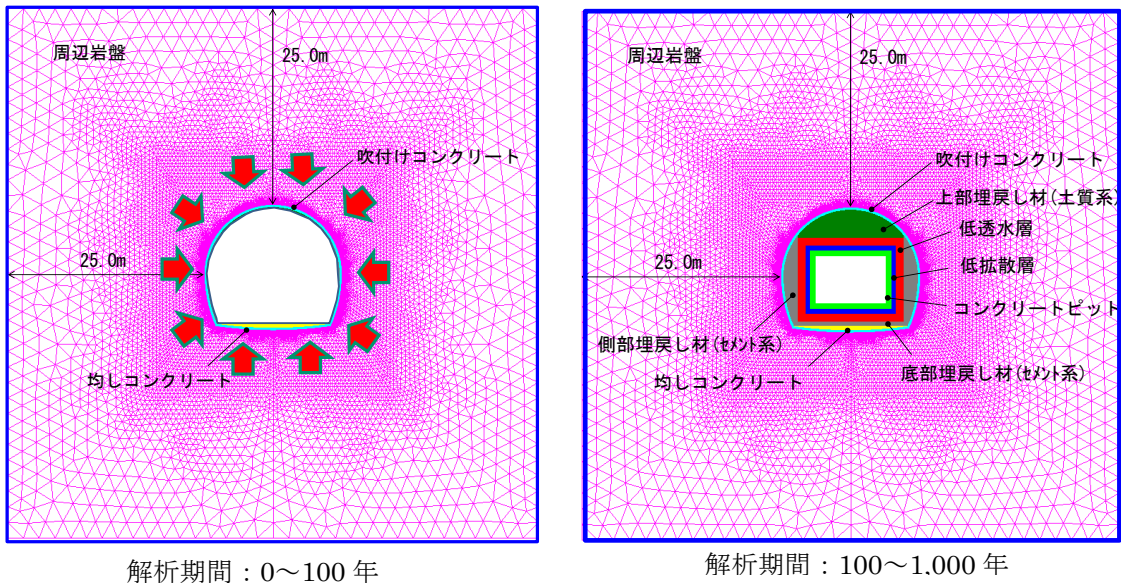 周辺岩盤
25.0m
吹付けコンクリート
25.0m
均しコンクリート
解析期間：0～100 年
周辺岩盤
25.0m
吹付けコンクリート
上部埋戻し材(土質系)
低透水層
25.0m
低拡散層
コンクリートピット
側部埋戻し材(ｾﾒﾝﾄ系)
底部埋戻し材(ｾﾒﾝﾄ系)
均しコンクリート
解析期間：100～1,000 年